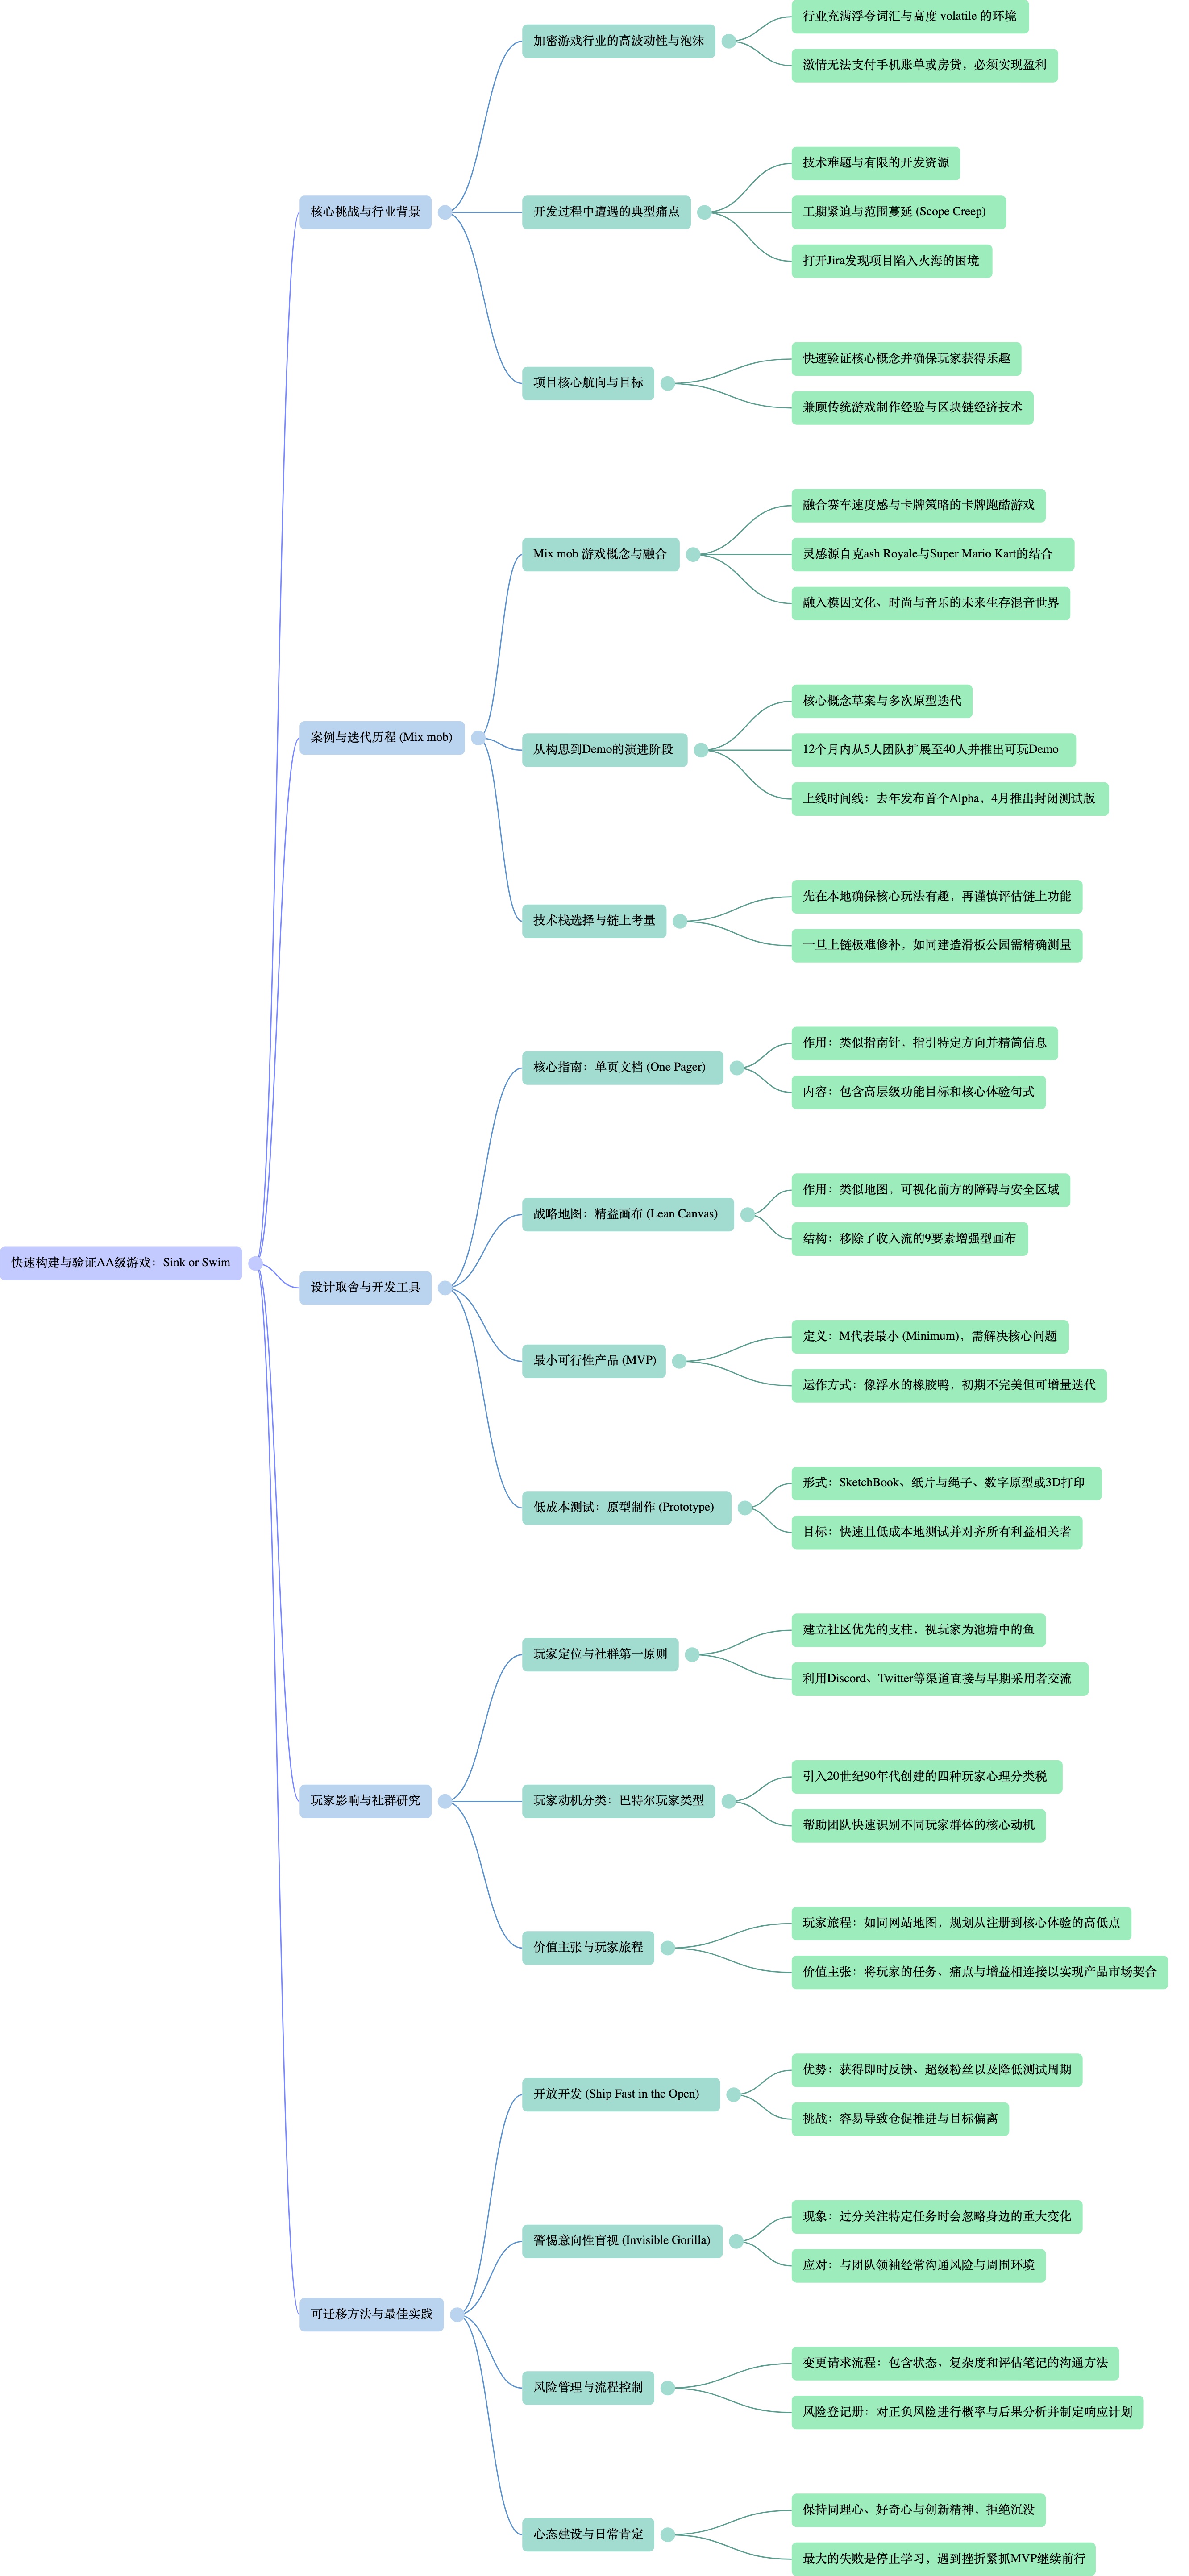 快速构建与验证AA级游戏：Sink or Swim
核心挑战与行业背景
加密游戏行业的高波动性与泡沫
行业充满浮夸词汇与高度 volatile 的环境
激情无法支付手机账单或房贷，必须实现盈利
开发过程中遭遇的典型痛点
技术难题与有限的开发资源
工期紧迫与范围蔓延 (Scope Creep)
打开Jira发现项目陷入火海的困境
项目核心航向与目标
快速验证核心概念并确保玩家获得乐趣
兼顾传统游戏制作经验与区块链经济技术
案例与迭代历程 (Mix mob)
Mix mob 游戏概念与融合
融合赛车速度感与卡牌策略的卡牌跑酷游戏
灵感源自克ash Royale与Super Mario Kart的结合
融入模因文化、时尚与音乐的未来生存混音世界
从构思到Demo的演进阶段
核心概念草案与多次原型迭代
12个月内从5人团队扩展至40人并推出可玩Demo
上线时间线：去年发布首个Alpha，4月推出封闭测试版
技术栈选择与链上考量
先在本地确保核心玩法有趣，再谨慎评估链上功能
一旦上链极难修补，如同建造滑板公园需精确测量
设计取舍与开发工具
核心指南：单页文档 (One Pager)
作用：类似指南针，指引特定方向并精简信息
内容：包含高层级功能目标和核心体验句式
战略地图：精益画布 (Lean Canvas)
作用：类似地图，可视化前方的障碍与安全区域
结构：移除了收入流的9要素增强型画布
最小可行性产品 (MVP)
定义：M代表最小 (Minimum)，需解决核心问题
运作方式：像浮水的橡胶鸭，初期不完美但可增量迭代
低成本测试：原型制作 (Prototype)
形式：SketchBook、纸片与绳子、数字原型或3D打印
目标：快速且低成本地测试并对齐所有利益相关者
玩家影响与社群研究
玩家定位与社群第一原则
建立社区优先的支柱，视玩家为池塘中的鱼
利用Discord、Twitter等渠道直接与早期采用者交流
玩家动机分类：巴特尔玩家类型
引入20世纪90年代创建的四种玩家心理分类税
帮助团队快速识别不同玩家群体的核心动机
价值主张与玩家旅程
玩家旅程：如同网站地图，规划从注册到核心体验的高低点
价值主张：将玩家的任务、痛点与增益相连接以实现产品市场契合
可迁移方法与最佳实践
开放开发 (Ship Fast in the Open)
优势：获得即时反馈、超级粉丝以及降低测试周期
挑战：容易导致仓促推进与目标偏离
警惕意向性盲视 (Invisible Gorilla)
现象：过分关注特定任务时会忽略身边的重大变化
应对：与团队领袖经常沟通风险与周围环境
风险管理与流程控制
变更请求流程：包含状态、复杂度和评估笔记的沟通方法
风险登记册：对正负风险进行概率与后果分析并制定响应计划
心态建设与日常肯定
保持同理心、好奇心与创新精神，拒绝沉没
最大的失败是停止学习，遇到挫折紧抓MVP继续前行